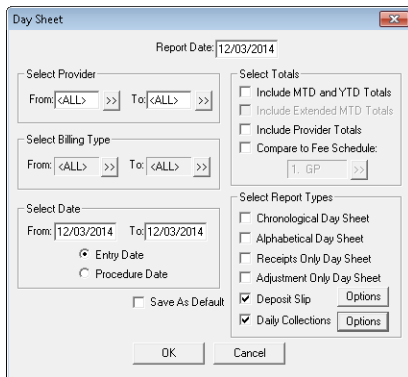 Day Sheet
Report Date: 12/03/2014
Select Provider
From: <ALL> >> To: <ALL> >>
Select Billing Type
From: <ALL> >> To: <ALL> >>
Select Date
From: 12/03/2014 To: 12/03/2014
Entry Date
Procedure Date
Save As Default
Select Totals
Include MTD and YTD Totals
Include Extended MTD Totals
Include Provider Totals
Compare to Fee Schedule:
1. GP >>
Select Report Types
Chronological Day Sheet
Alphabetical Day Sheet
Receipts Only Day Sheet
Adjustment Only Day Sheet
Deposit Slip Options
Daily Collections Options
OK Cancel